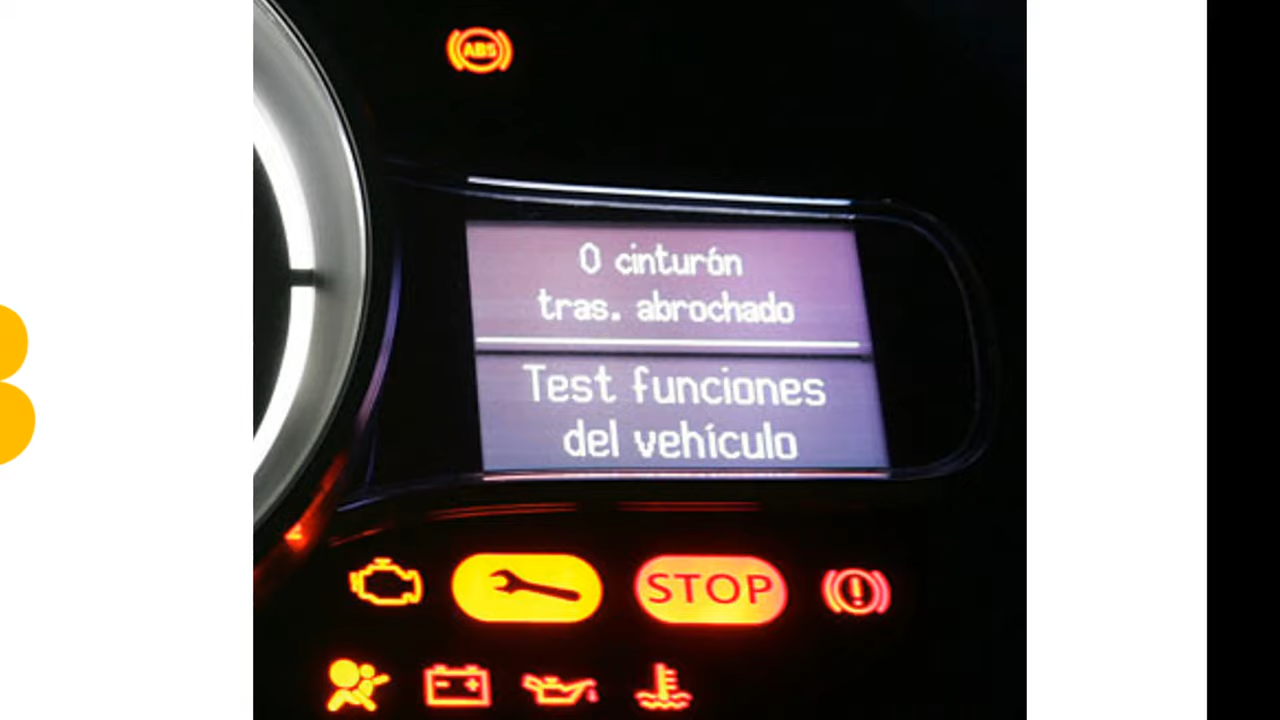 ABS
0 cinturón
tras. abrochado
Test funciones
del vehículo
STOP